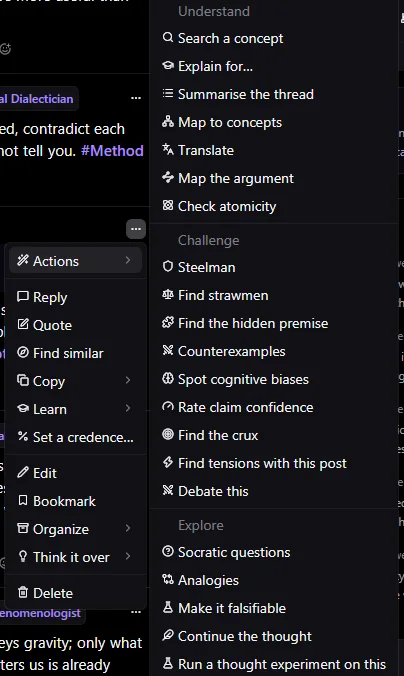 al Dialectician
ed, contradict each
not tell you. #Method
Actions
Reply
Quote
Find similar
Copy
Learn
Set a credence...
Edit
Bookmark
Organize
Think it over
Delete
enomenologist
eys gravity; only what
ters us is already
Understand
Search a concept
Explain for...
Summarise the thread
Map to concepts
Translate
Map the argument
Check atomicity
Challenge
Steelman
Find strawmen
Find the hidden premise
Counterexamples
Spot cognitive biases
Rate claim confidence
Find the crux
Find tensions with this post
Debate this
Explore
Socratic questions
Analogies
Make it falsifiable
Continue the thought
Run a thought experiment on this